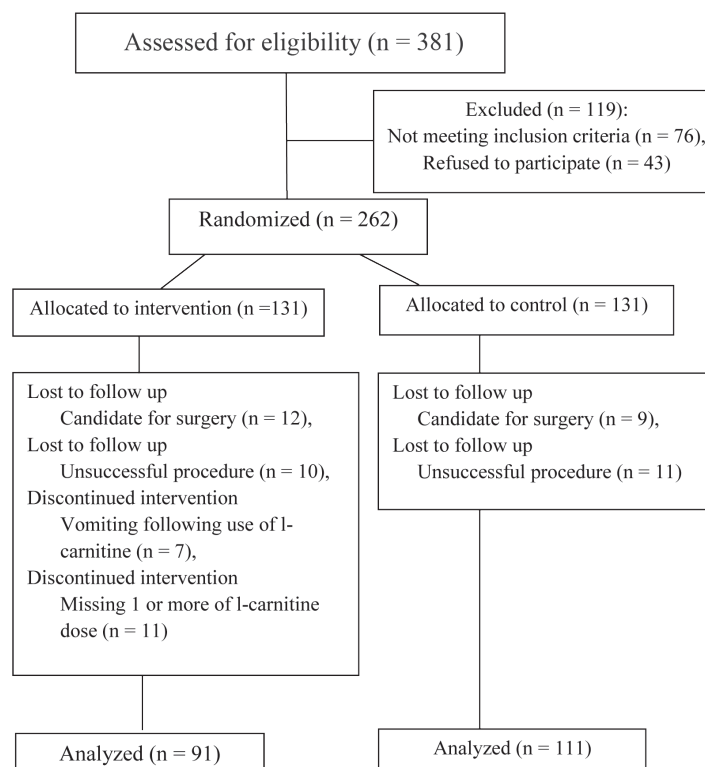 Assessed for eligibility (n = 381)
Excluded (n = 119):
Not meeting inclusion criteria (n = 76),
Refused to participate (n = 43)
Randomized (n = 262)
Allocated to intervention (n =131)
Allocated to control (n = 131)
Lost to follow up
Candidate for surgery (n = 12),
Lost to follow up
Unsuccessful procedure (n = 10),
Discontinued intervention
Vomiting following use of l-
carnitine (n = 7),
Discontinued intervention
Missing 1 or more of l-carnitine
dose (n = 11)
Lost to follow up
Candidate for surgery (n = 9),
Lost to follow up
Unsuccessful procedure (n = 11)
Analyzed (n = 91)
Analyzed (n = 111)